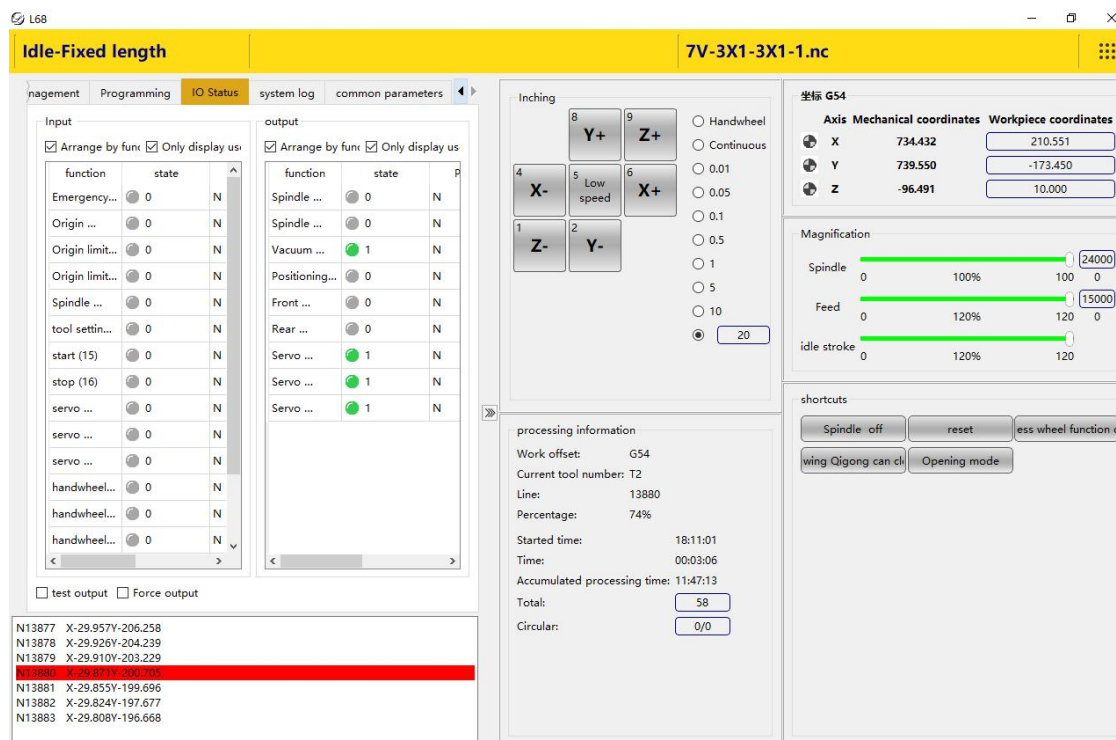 L68
Idle-Fixed length
7V-3X1-3X1-1.nc
nagement Programming IO Status system log common parameters
Input
Arrange by func Only display use
function state
Emergency... 0 N
Origin ... 0 N
Origin limit... 0 N
Origin limit... 0 N
Spindle ... 0 N
tool settin... 0 N
start (15) 0 N
stop (16) 0 N
servo ... 0 N
servo ... 0 N
servo ... 0 N
handwheel... 0 N
handwheel... 0 N
handwheel... 0 N
output
Arrange by func Only display us
function state P
Spindle ... 0 N
Spindle ... 0 N
Vacuum ... 1 N
Positioning... 0 N
Front ... 0 N
Rear ... 0 N
Servo ... 1 N
Servo ... 1 N
Servo ... 1 N
test output Force output
N13877 X-29.957Y-206.258
N13878 X-29.926Y-204.239
N13879 X-29.910Y-203.229
N13880 X-29.871Y-200.705
N13881 X-29.855Y-199.696
N13882 X-29.824Y-197.677
N13883 X-29.808Y-196.668
Inching
8 Y+
9 Z+
4 X-
5 Low speed
6 X+
1 Z-
2 Y-
Handwheel
Continuous
0.01
0.05
0.1
0.5
1
5
10
20
processing information
Work offset: G54
Current tool number: T2
Line: 13880
Percentage: 74%
Started time: 18:11:01
Time: 00:03:06
Accumulated processing time: 11:47:13
Total: 58
Circular: 0/0
坐标 G54
Axis Mechanical coordinates Workpiece coordinates
X 734.432 210.551
Y 739.550 -173.450
Z -96.491 10.000
Magnification
Spindle 24000
0 100% 100 0
Feed 15000
0 120% 120 0
idle stroke
0 120% 120
shortcuts
Spindle off reset ess wheel function
wing Qigong can cl Opening mode